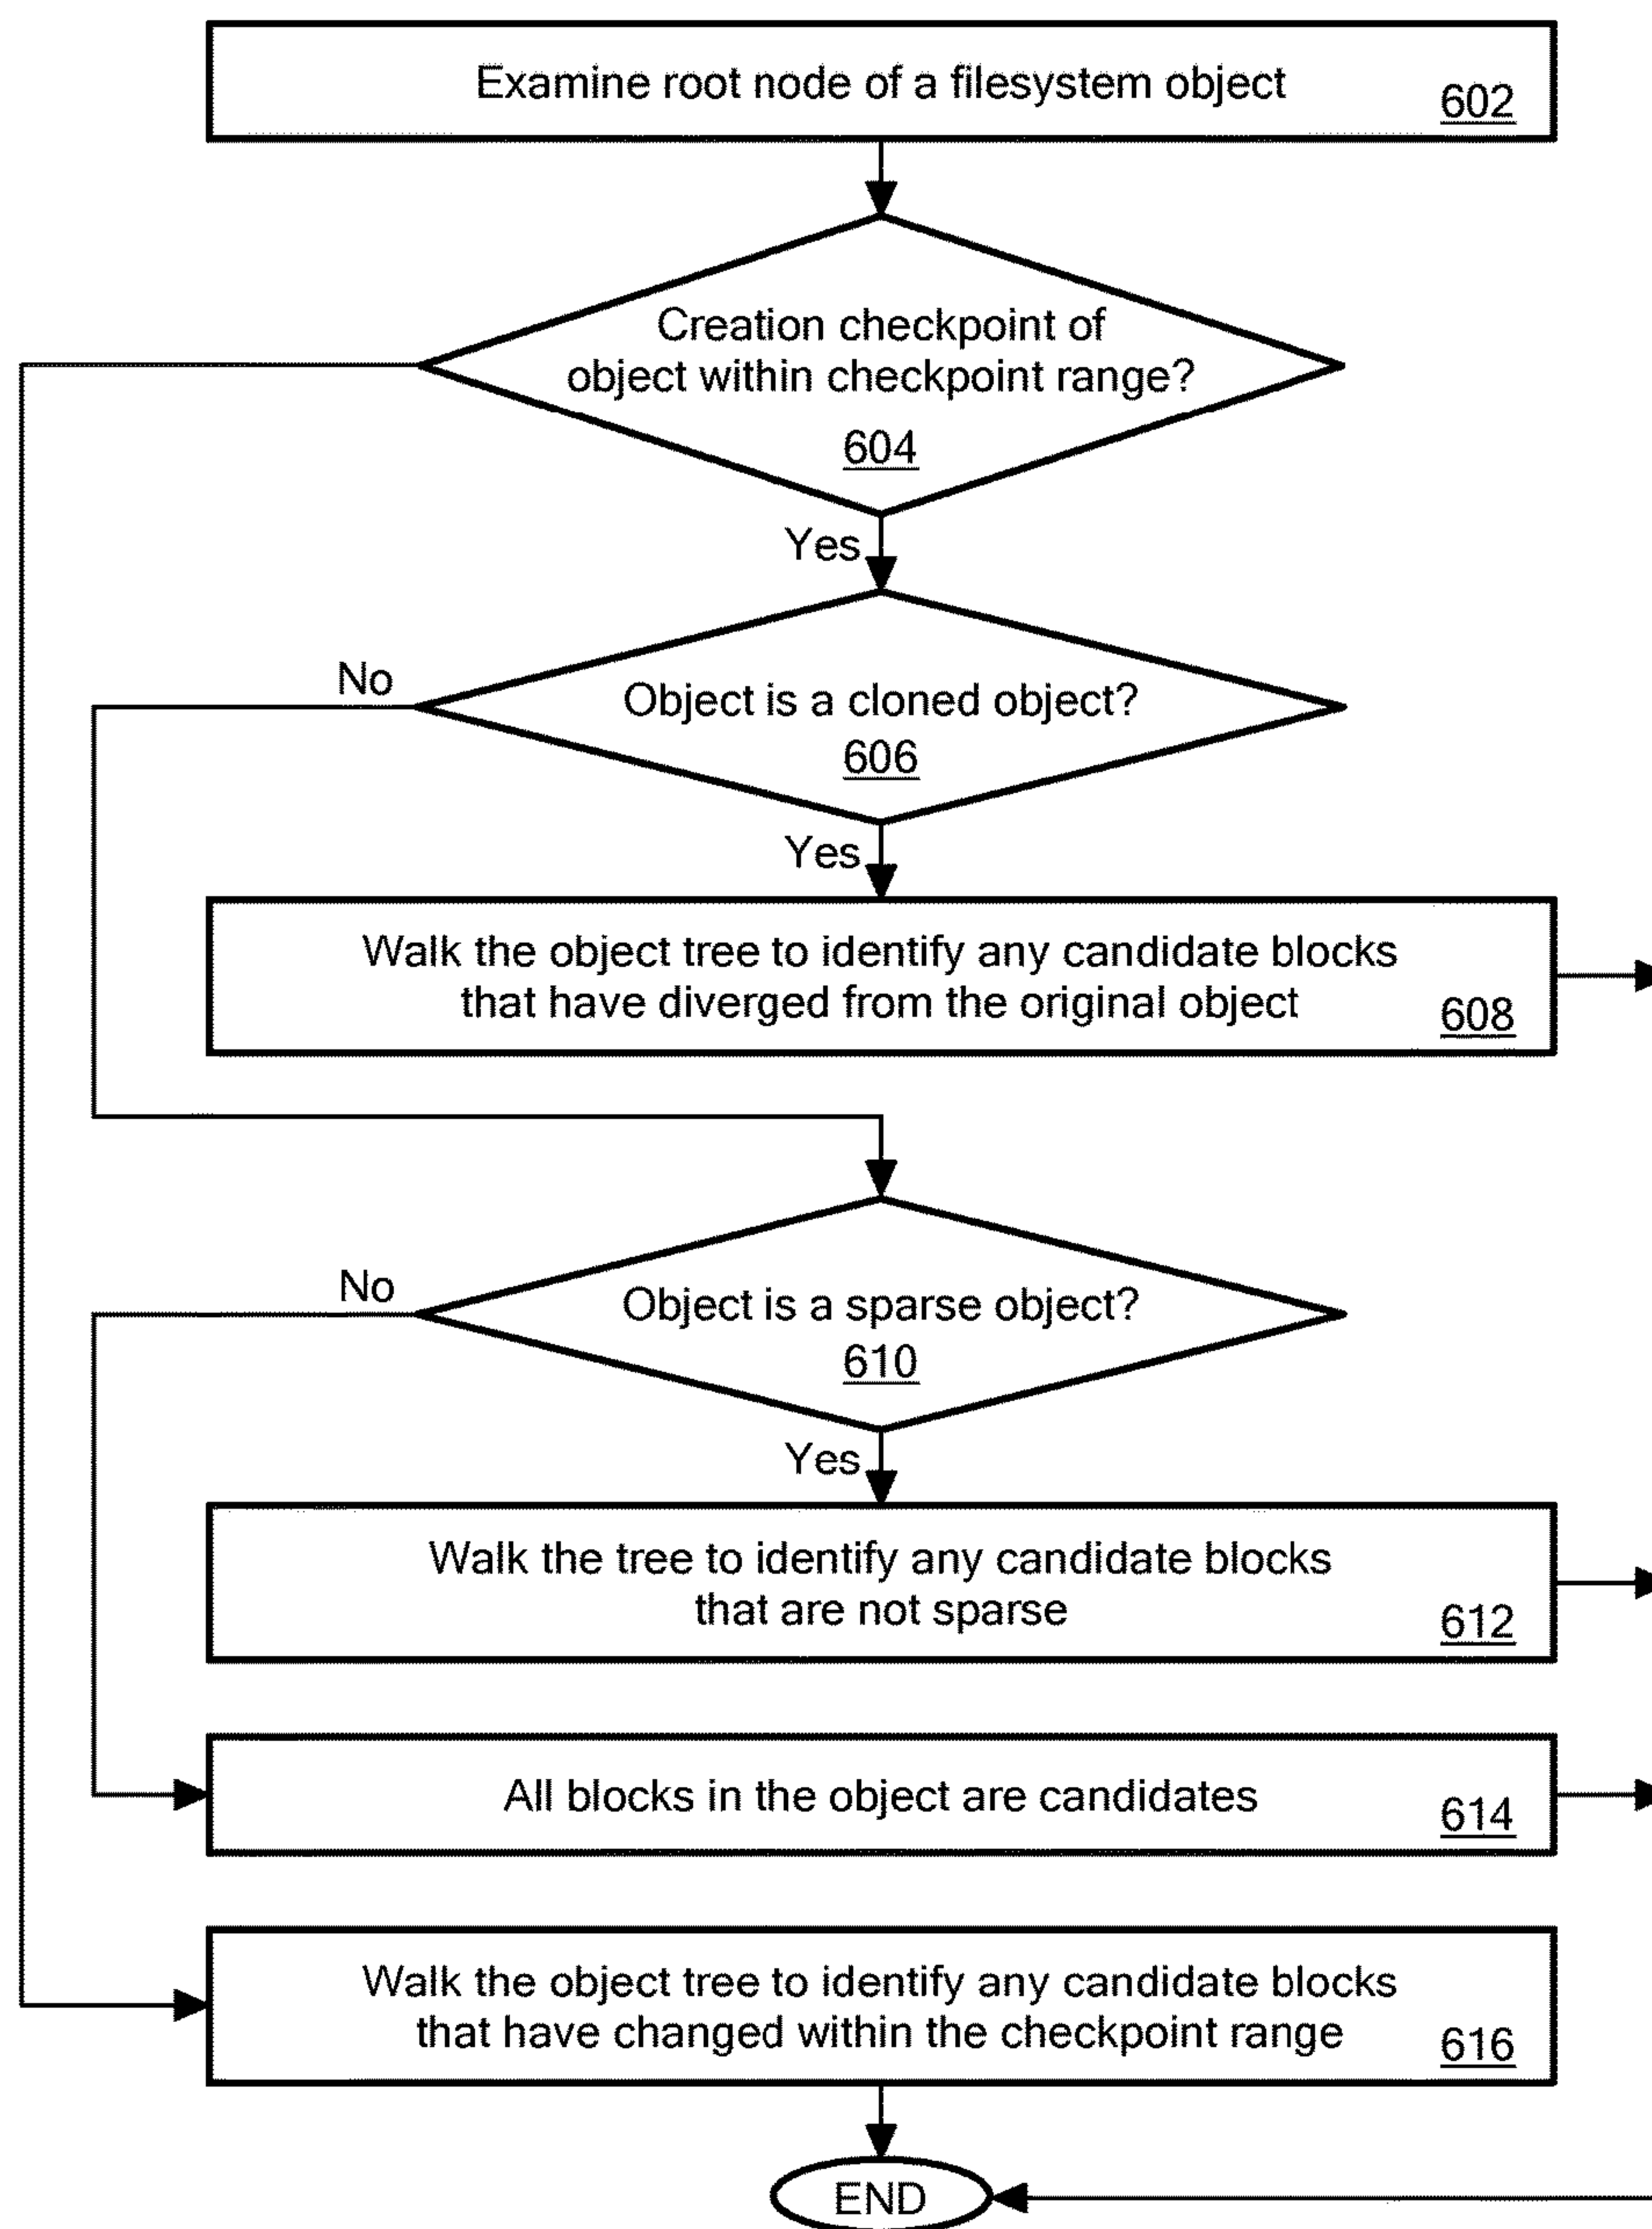 Examine root node of a filesystem object
602
Creation checkpoint of
object within checkpoint range?
604
Yes
No
Object is a cloned object?
606
Yes
Walk the object tree to identify any candidate blocks
that have diverged from the original object
608
No
Object is a sparse object?
610
Yes
Walk the tree to identify any candidate blocks
that are not sparse
612
All blocks in the object are candidates
614
Walk the object tree to identify any candidate blocks
that have changed within the checkpoint range
616
END